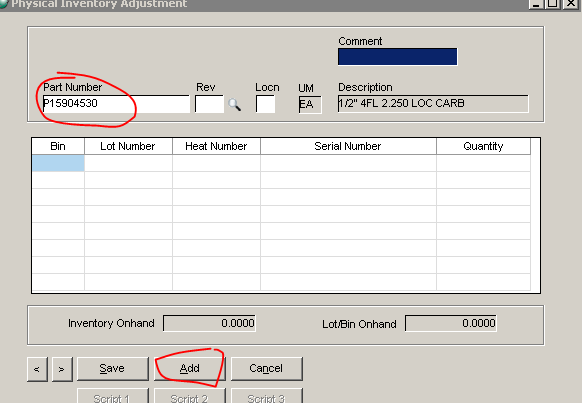 Physical Inventory Adjustment
Comment
Part Number Rev Locn UM Description
P15904530 EA 1/2" 4FL 2.250 LOC CARB
Bin Lot Number Heat Number Serial Number Quantity
Inventory Onhand 0.0000 Lot/Bin Onhand 0.0000
< > Save Add Cancel
Script 1 Script 2 Script 3